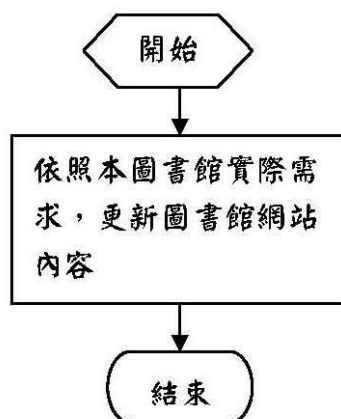 開始
依照本圖書館實際需
求，更新圖書館網站
內容
結束